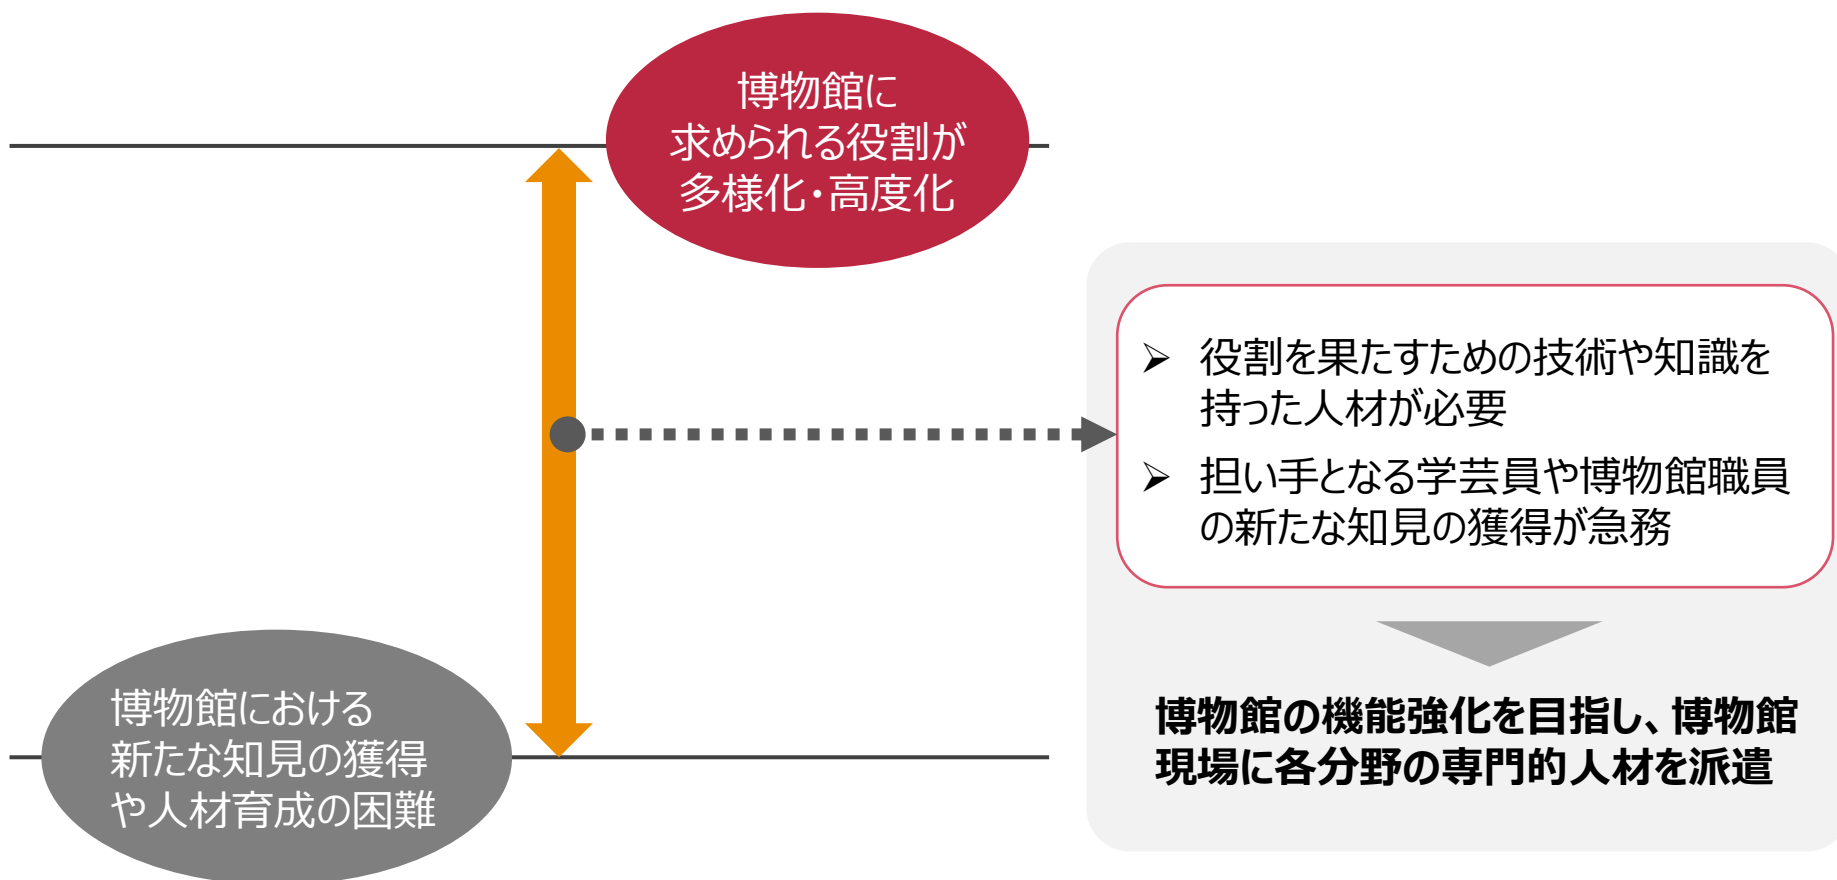 博物館に
求められる役割が
多様化・高度化
➢ 役割を果たすための技術や知識を
持った人材が必要
➢ 担い手となる学芸員や博物館職員
の新たな知見の獲得が急務
博物館における
新たな知見の獲得
や人材育成の困難
博物館の機能強化を目指し、博物館
現場に各分野の専門的人材を派遣